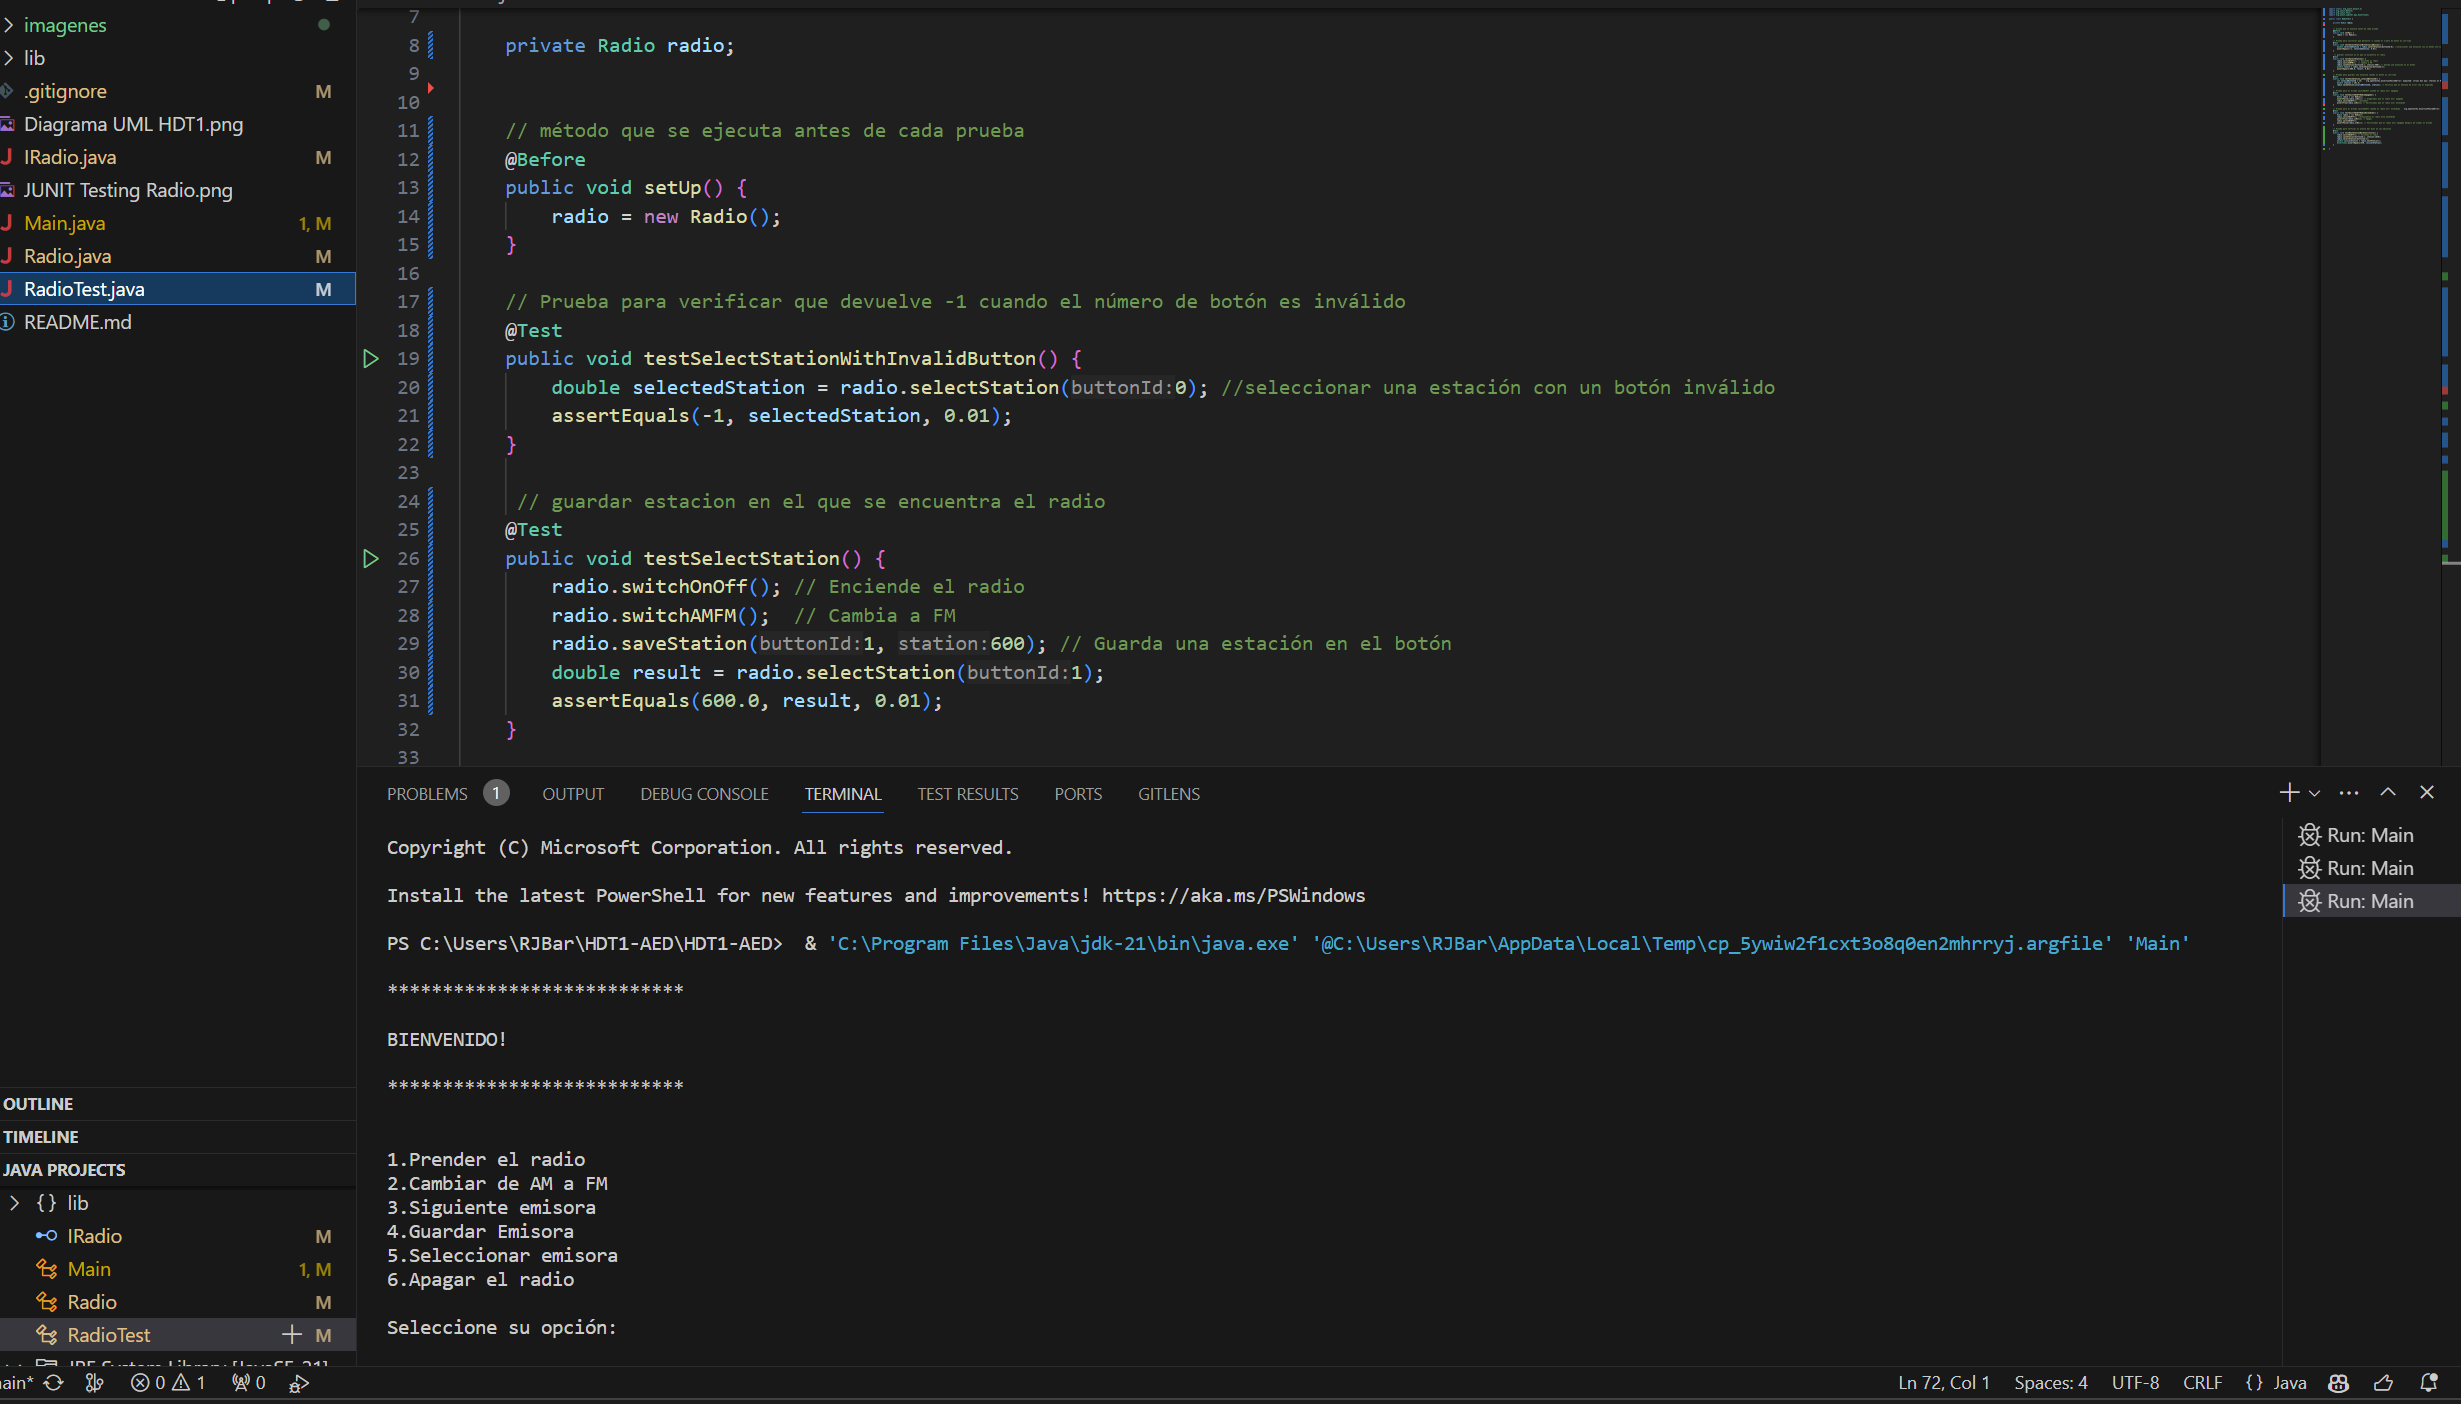 imagenes
lib
.gitignore M
Diagrama UML HDT1.png
IRadio.java M
JUNIT Testing Radio.png
Main.java 1, M
Radio.java M
RadioTest.java M
README.md
OUTLINE
TIMELINE
JAVA PROJECTS
{} lib
IRadio M
Main 1, M
Radio M
RadioTest M
7
8 private Radio radio;
9
10
11 // método que se ejecuta antes de cada prueba
12 @Before
13 public void setUp() {
14 radio = new Radio();
15 }
16
17 // Prueba para verificar que devuelve -1 cuando el número de botón es inválido
18 @Test
19 public void testSelectStationWithInvalidButton() {
20 double selectedStation = radio.selectStation(buttonId:0); //seleccionar una estación con un botón inválido
21 assertEquals(-1, selectedStation, 0.01);
22 }
23
24 // guardar estacion en el que se encuentra el radio
25 @Test
26 public void testSelectStation() {
27 radio.switchOnOff(); // Enciende el radio
28 radio.switchAMFM(); // Cambia a FM
29 radio.saveStation(buttonId:1, station:600); // Guarda una estación en el botón
30 double result = radio.selectStation(buttonId:1);
31 assertEquals(600.0, result, 0.01);
32 }
33
PROBLEMS 1 OUTPUT DEBUG CONSOLE TERMINAL TEST RESULTS PORTS GITLENS
Copyright (C) Microsoft Corporation. All rights reserved.
Install the latest PowerShell for new features and improvements! https://aka.ms/PSWindows
PS C:\Users\RJBar\HDT1-AED\HDT1-AED>  & 'C:\Program Files\Java\jdk-21\bin\java.exe' '@C:\Users\RJBar\AppData\Local\Temp\cp_5ywiw2f1cxt3o8q0en2mhrryj.argfile' 'Main'
***************************
BIENVENIDO!
***************************
1.Prender el radio
2.Cambiar de AM a FM
3.Siguiente emisora
4.Guardar Emisora
5.Seleccionar emisora
6.Apagar el radio
Seleccione su opción:
Run: Main
Run: Main
Run: Main
ain* 0 1 0 Ln 72, Col 1 Spaces: 4 UTF-8 CRLF {} Java